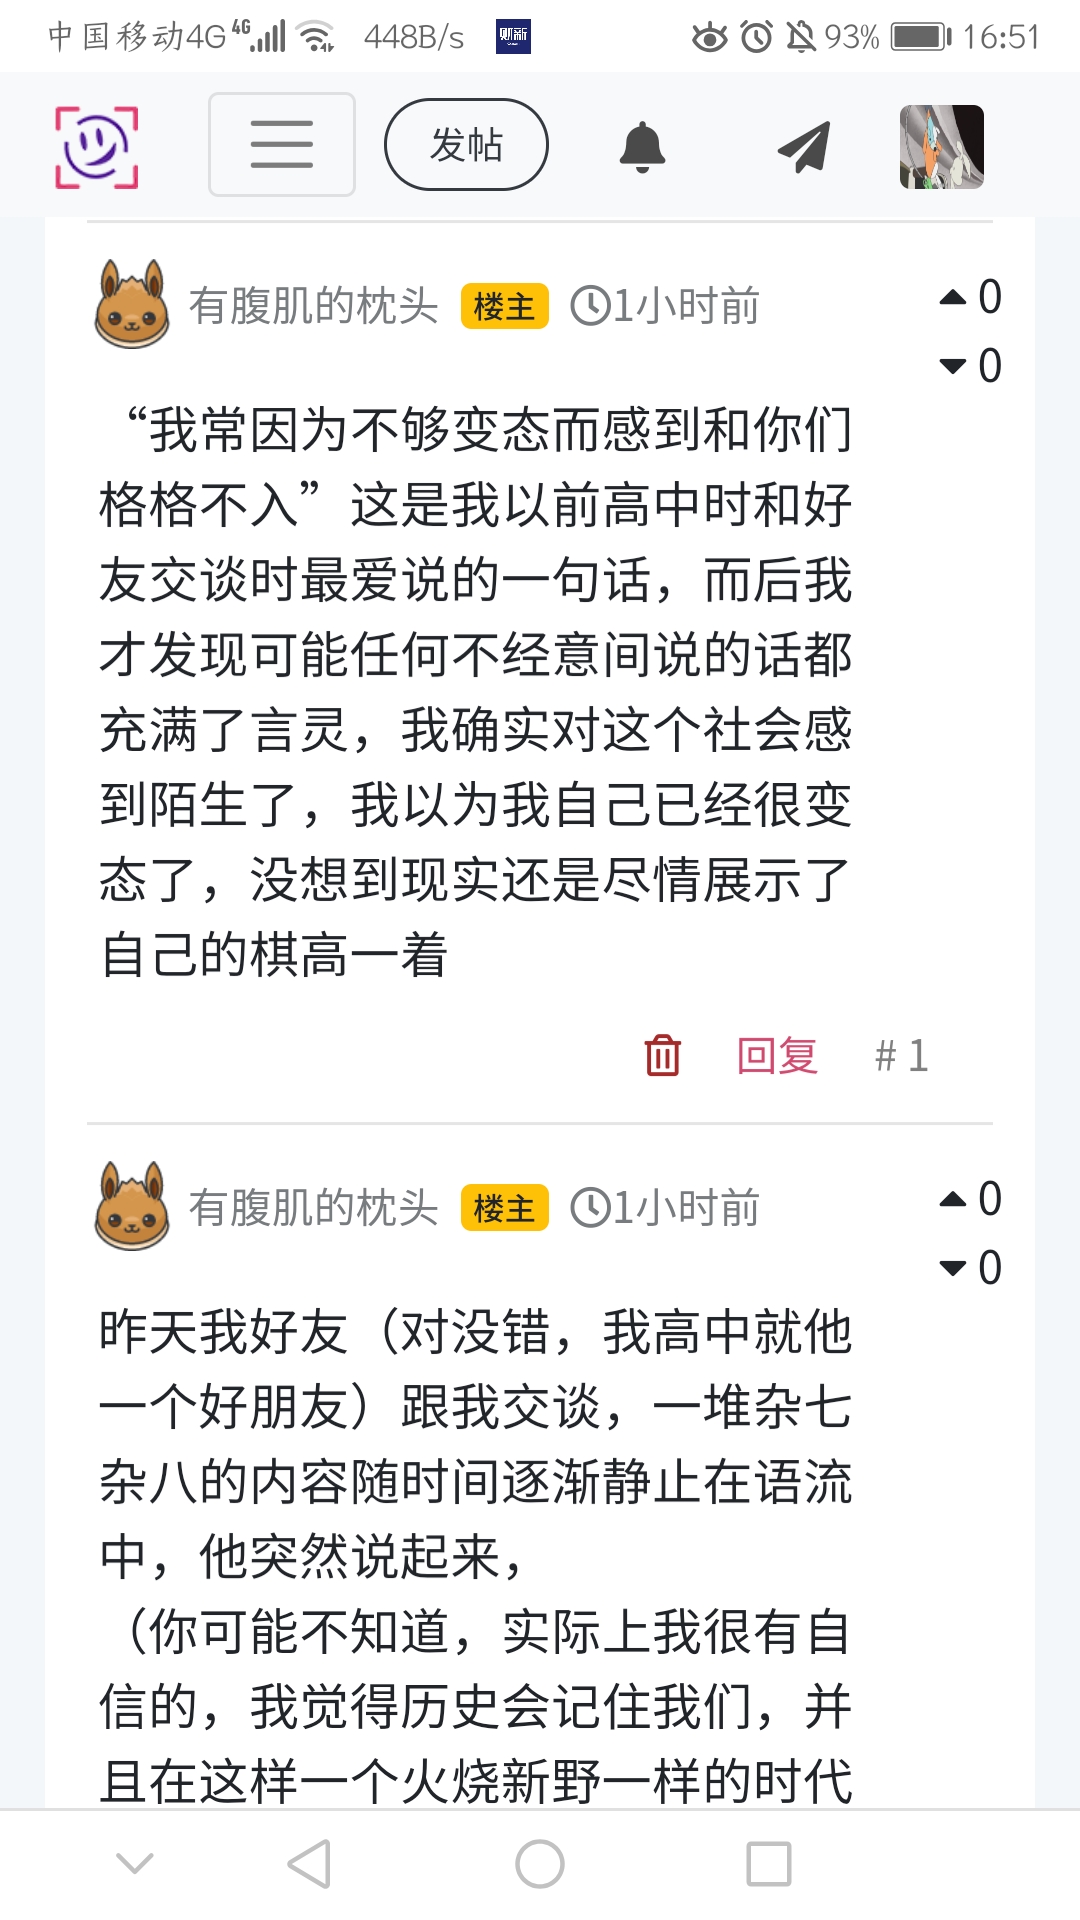 中国移动4G 4G 448B/s 财新 93% 16:51
发帖
有腹肌的枕头 楼主 1小时前 0
0
“我常因为不够变态而感到和你们
格格不入”这是我以前高中时和好
友交谈时最爱说的一句话，而后我
才发现可能任何不经意间说的话都
充满了言灵，我确实对这个社会感
到陌生了，我以为我自己已经很变
态了，没想到现实还是尽情展示了
自己的棋高一着
回复 # 1
有腹肌的枕头 楼主 1小时前 0
0
昨天我好友（对没错，我高中就他
一个好朋友）跟我交谈，一堆杂七
杂八的内容随时间逐渐静止在语流
中，他突然说起来，
（你可能不知道，实际上我很有自
信的，我觉得历史会记住我们，并
且在这样一个火烧新野一样的时代